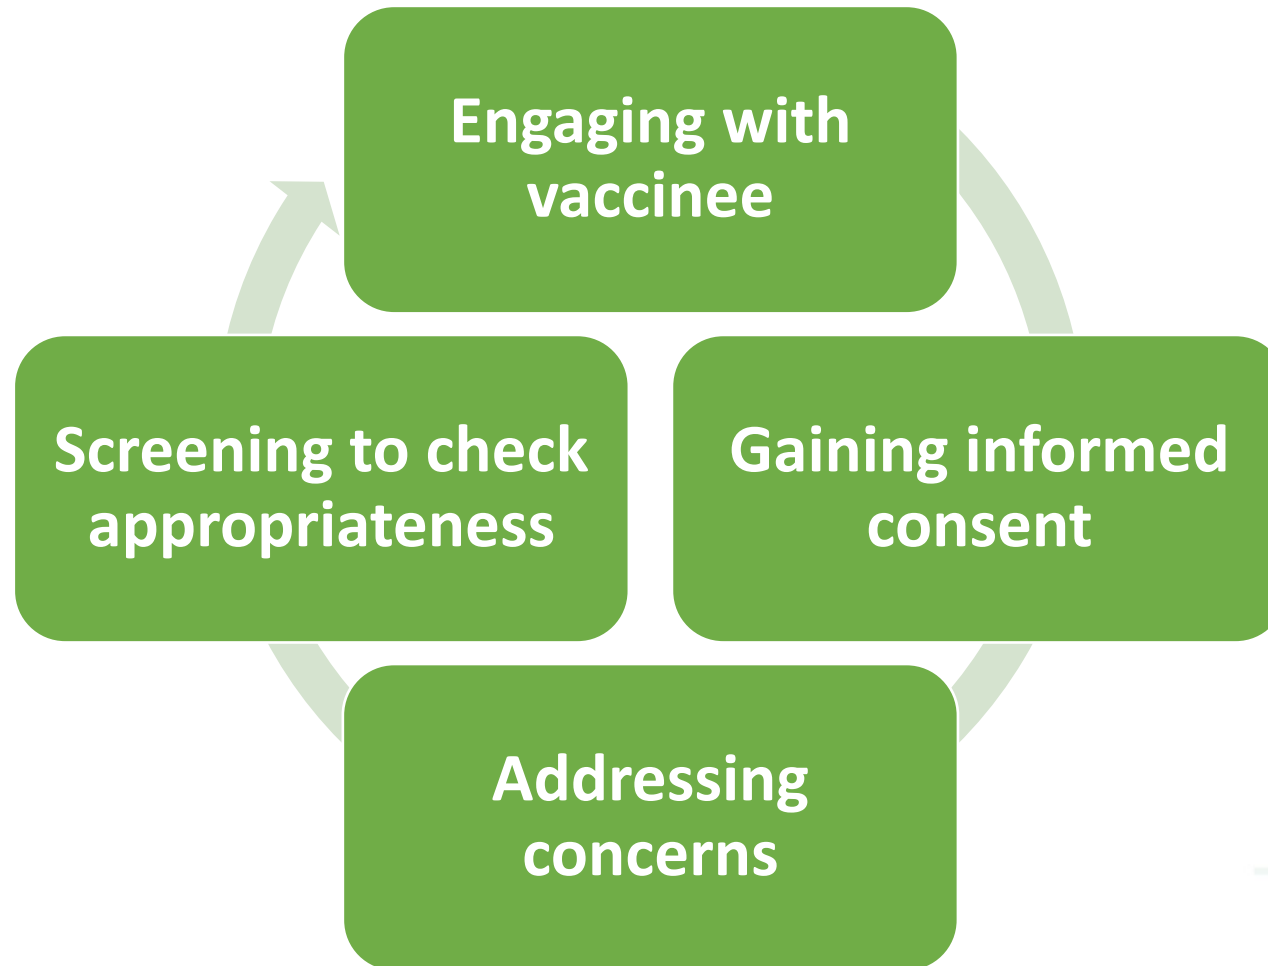 Engaging with
vaccinee
Gaining informed
consent
Addressing
concerns
Screening to check
appropriateness